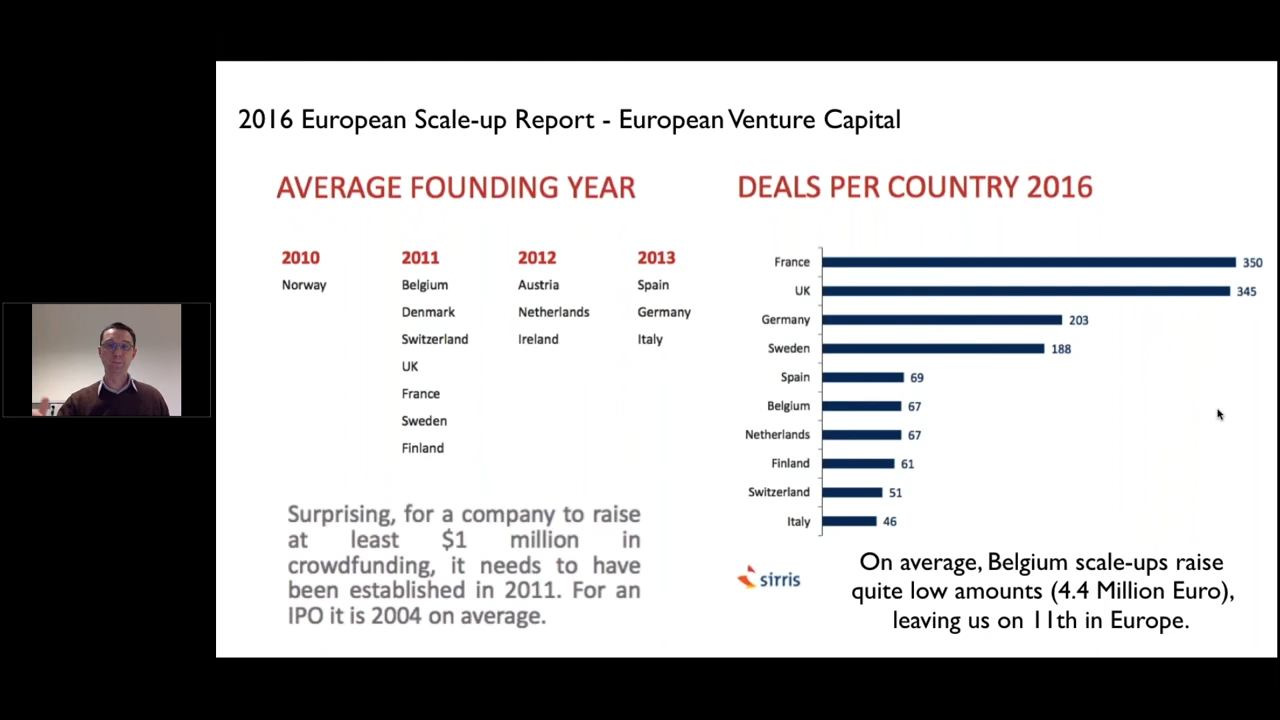 2016 European Scale-up Report - European Venture Capital
AVERAGE FOUNDING YEAR
2010
Norway
2011
Belgium
Denmark
Switzerland
UK
France
Sweden
Finland
2012
Austria
Netherlands
Ireland
2013
Spain
Germany
Italy
Surprising, for a company to raise
at least $1 million in
crowdfunding, it needs to have
been established in 2011. For an
IPO it is 2004 on average.
DEALS PER COUNTRY 2016
France 350
UK 345
Germany 203
Sweden 188
Spain 69
Belgium 67
Netherlands 67
Finland 61
Switzerland 51
Italy 46
sirris
On average, Belgium scale-ups raise
quite low amounts (4.4 Million Euro),
leaving us on 11th in Europe.